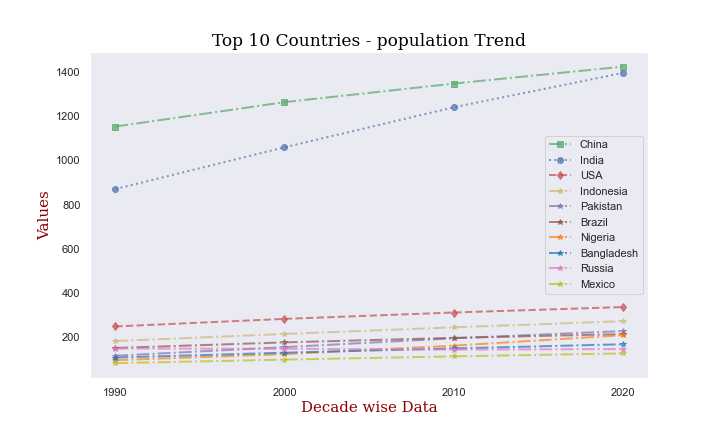 Top 10 Countries - population Trend
Values
1400
1200
1000
800
600
400
200
China
India
USA
Indonesia
Pakistan
Brazil
Nigeria
Bangladesh
Russia
Mexico
1990
2000
2010
2020
Decade wise Data